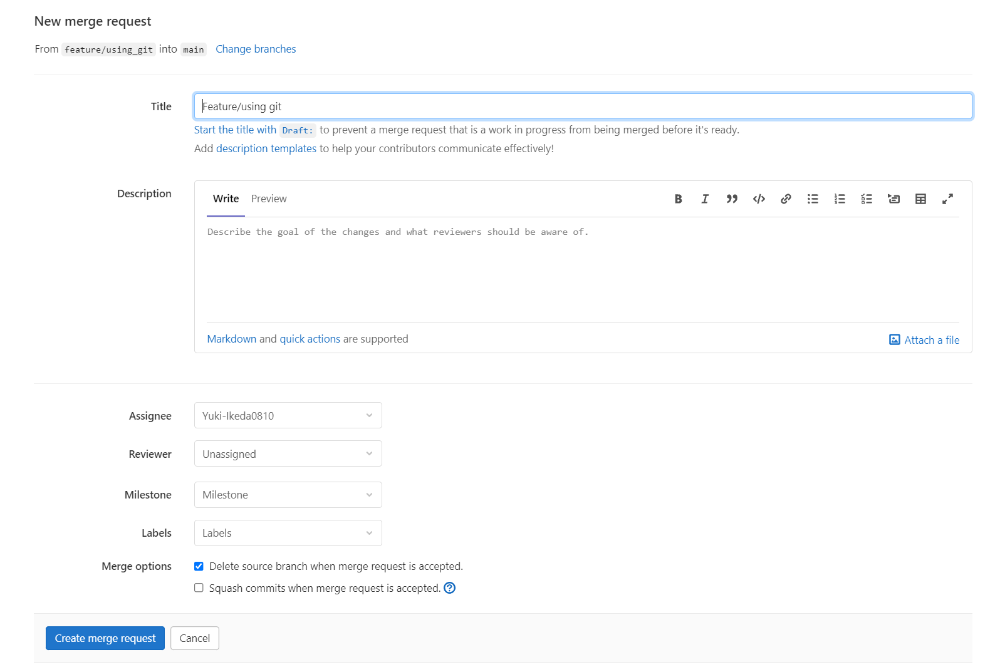 New merge request
From feature/using_git into main Change branches
Title
Feature/using git
Start the title with Draft: to prevent a merge request that is a work in progress from being merged before it's ready.
Add description templates to help your contributors communicate effectively!
Description
Write Preview
Describe the goal of the changes and what reviewers should be aware of.
Markdown and quick actions are supported
Attach a file
Assignee
Yuki-Ikeda0810
Reviewer
Unassigned
Milestone
Milestone
Labels
Labels
Merge options
Delete source branch when merge request is accepted.
Squash commits when merge request is accepted.
Create merge request
Cancel